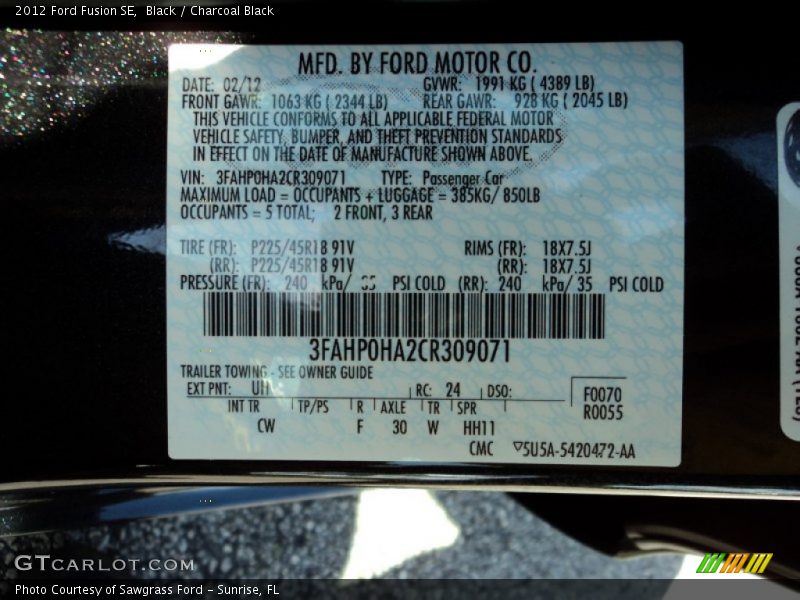 2012 Ford Fusion SE, Black / Charcoal Black
MFD. BY FORD MOTOR CO.
DATE: 02/12 GVWR: 1991 KG ( 4389 LB)
FRONT GAWR: 1063 KG ( 2344 LB) REAR GAWR: 928 KG ( 2045 LB)
THIS VEHICLE CONFORMS TO ALL APPLICABLE FEDERAL MOTOR
VEHICLE SAFETY, BUMPER, AND THEFT PREVENTION STANDARDS
IN EFFECT ON THE DATE OF MANUFACTURE SHOWN ABOVE.
VIN: 3FAHP0HA2CR309071 TYPE: Passenger Car
MAXIMUM LOAD = OCCUPANTS + LUGGAGE = 385KG/ 850LB
OCCUPANTS = 5 TOTAL; 2 FRONT, 3 REAR
TIRE (FR): P225/45R18 91V RIMS (FR): 18X7.5J
(RR): P225/45R18 91V (RR): 18X7.5J
PRESSURE (FR): 240 kPa/ 35 PSI COLD (RR): 240 kPa/ 35 PSI COLD
3FAHP0HA2CR309071
TRAILER TOWING - SEE OWNER GUIDE
EXT PNT: UH RC: 24 DSO:
F0070
R0055
INT TR TP/PS R AXLE TR SPR
CW F 30 W HH11
CMC ▽5U5A-5420472-AA
GTCARLOT.COM
Photo Courtesy of Sawgrass Ford - Sunrise, FL